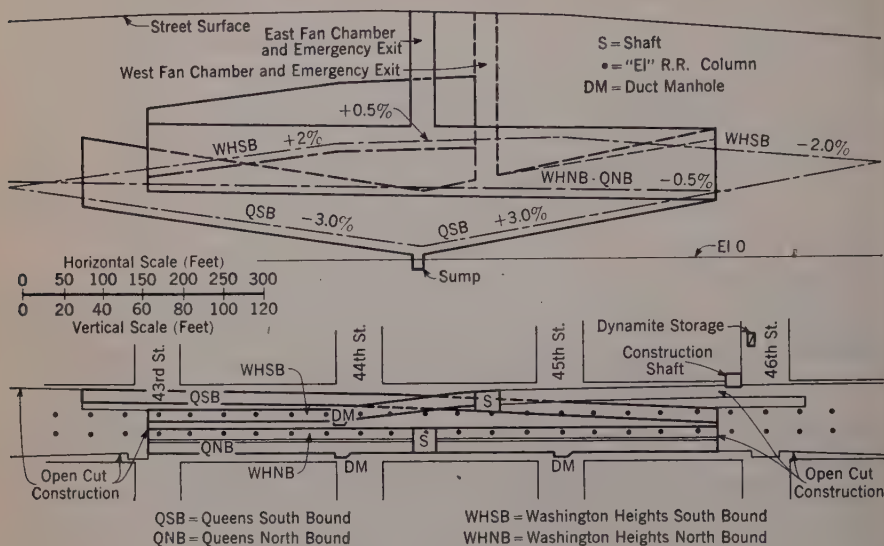 Street Surface
East Fan Chamber
and Emergency Exit
West Fan Chamber and Emergency Exit
S = Shaft
• = "El" R.R. Column
DM = Duct Manhole
+0.5%
WHSB
+2%
WHSB
-2.0%
WHNB · QNB
-0.5%
QSB
-3.0%
QSB
+3.0%
El 0
Sump
Horizontal Scale (Feet)
0 50 100 150 200 250 300
0 20 40 60 80 100 120
Vertical Scale (Feet)
43rd St.
44th St.
45th St.
46th St.
Dynamite Storage
Construction
Shaft
WHSB
QSB
S
DM
S
QNB
WHNB
DM
DM
Open Cut
Construction
Open Cut
Construction
QSB = Queens South Bound
QNB = Queens North Bound
WHSB = Washington Heights South Bound
WHNB = Washington Heights North Bound